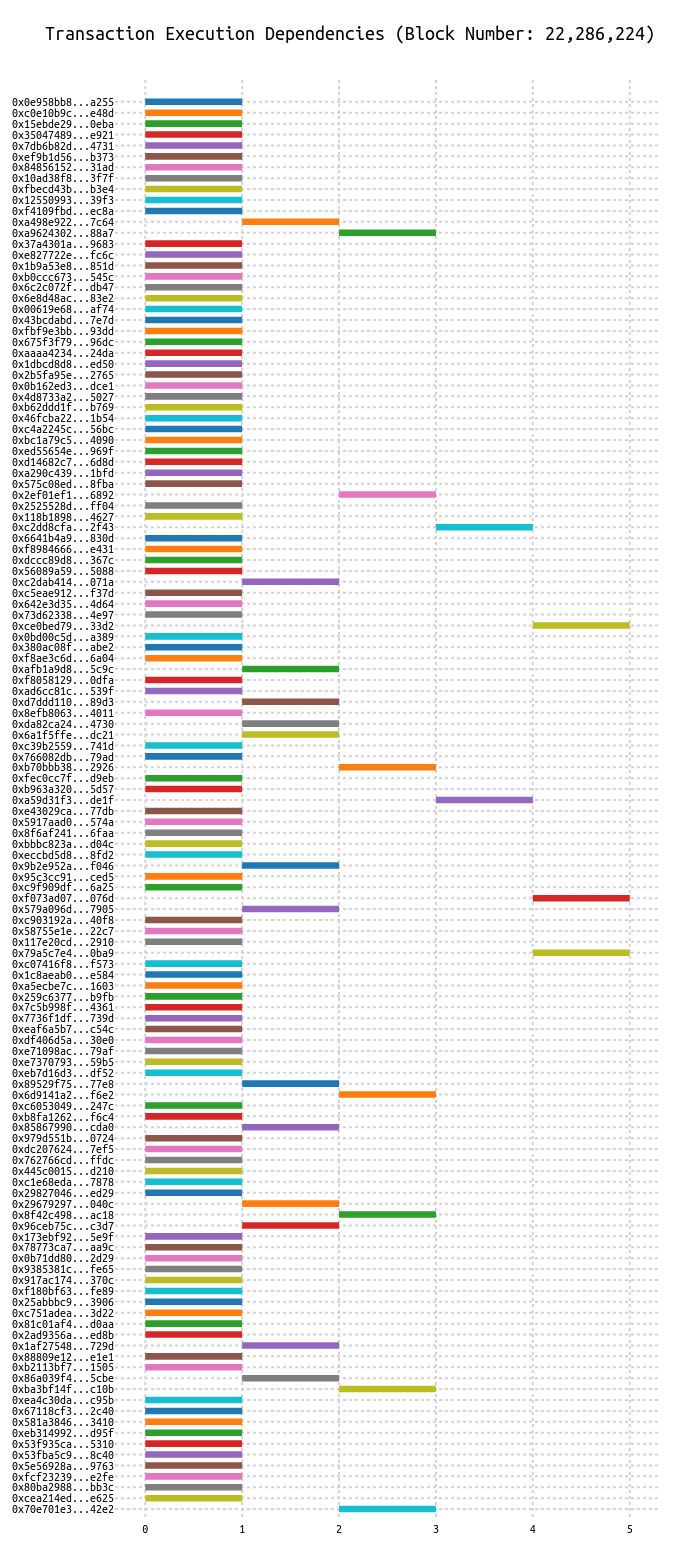 Transaction Execution Dependencies (Block Number: 22,286,224)
0x0e958bb8...a255
0xc0e10b9c...e48d
0x15ebde29...0eba
0x35047489...e921
0x7db6b82d...4731
0xef9b1d56...b373
0x84856152...31ad
0x10ad38f8...3f7f
0xfbecd43b...b3e4
0x12550993...39f3
0xf4109fbd...ec8a
0xa498e922...7c64
0xa9624302...88a7
0x37a4301a...9683
0xe827722e...fc6c
0x1b9a53e8...851d
0xb0ccc673...545c
0x6c2c072f...db47
0x6e8d48ac...83e2
0x00619e68...af74
0x43bcdabd...7e7d
0xfbf9e3bb...93dd
0x675f3f79...96dc
0xaaaa4234...24da
0x1dbcd8d8...ed50
0x2b5fa95e...2765
0x0b162ed3...dce1
0x4d8733a2...5027
0xb62ddd1f...b769
0x46fcba22...1b54
0xc4a2245c...56bc
0xbc1a79c5...4090
0xed55654e...969f
0xd14682c7...6d8d
0xa290c439...1bfd
0x575c08ed...8fba
0x2ef01ef1...6892
0x2525528d...ff04
0x118b1898...4627
0xc2dd8cfa...2f43
0x6641b4a9...830d
0xf8984666...e431
0xdccc89d8...367c
0x56089a59...5088
0xc2dab414...071a
0xc5eae912...f37d
0x642e3d35...4d64
0x73d62338...4e97
0xce0bed79...33d2
0x0bd00c5d...a389
0x380ac08f...abe2
0xf8ae3c6d...6a04
0xafb1a9d8...5c9c
0xf8058129...0dfa
0xad6cc81c...539f
0xd7ddd110...89d3
0x8efb8063...4011
0xda82ca24...4730
0x6a1f5ffe...dc21
0xc39b2559...741d
0x766082db...79ad
0xb70bbb38...2926
0xfec0cc7f...d9eb
0xb963a320...5d57
0xa59d31f3...de1f
0xe43029ca...77db
0x5917aad0...574a
0x8f6af241...6faa
0xbbbc823a...d04c
0xeccbd5d8...8fd2
0x9b2e952a...f046
0x95c3cc91...ced5
0xc9f909df...6a25
0xf073ad07...076d
0x579a096d...7905
0xc903192a...40f8
0x58755e1e...22c7
0x117e20cd...2910
0x79a5c7e4...0ba9
0xc07416f8...f573
0x1c8aeab0...e584
0xa5ecbe7c...1603
0x259c6377...b9fb
0x7c5b998f...4361
0x7736f1df...739d
0xeaf6a5b7...c54c
0xdf406d5a...30e0
0xe71098ac...79af
0xe7370793...59b5
0xeb7d16d3...df52
0x89529f75...77e8
0x6d9141a2...f6e2
0xc6053049...247c
0xb8fa1262...f6c4
0x85867990...cda0
0x979d551b...0724
0xdc207624...7ef5
0x762766cd...ffdc
0x445c0015...d210
0xc1e68eda...7878
0x29827046...ed29
0x29679297...040c
0x8f42c498...ac18
0x96ceb75c...c3d7
0x173ebf92...5e9f
0x78773ca7...aa9c
0x0b71dd80...2d29
0x9385381c...fe65
0x917ac174...370c
0xf180bf63...fe89
0x25abbbc9...3906
0xc751adea...3d22
0x81c01af4...d0aa
0x2ad9356a...ed8b
0x1af27548...729d
0x88809e12...e1e1
0xb2113bf7...1505
0x86a039f4...5cbe
0xba3bf14f...c10b
0xea4c30da...c95b
0x67118cf3...2c40
0x581a3846...3410
0xeb314992...d95f
0x53f935ca...5310
0x53fba5c9...8c40
0x5e56928a...9763
0xfcf23239...e2fe
0x80ba2988...bb3c
0xcea214ed...e625
0x70e701e3...42e2
0 1 2 3 4 5